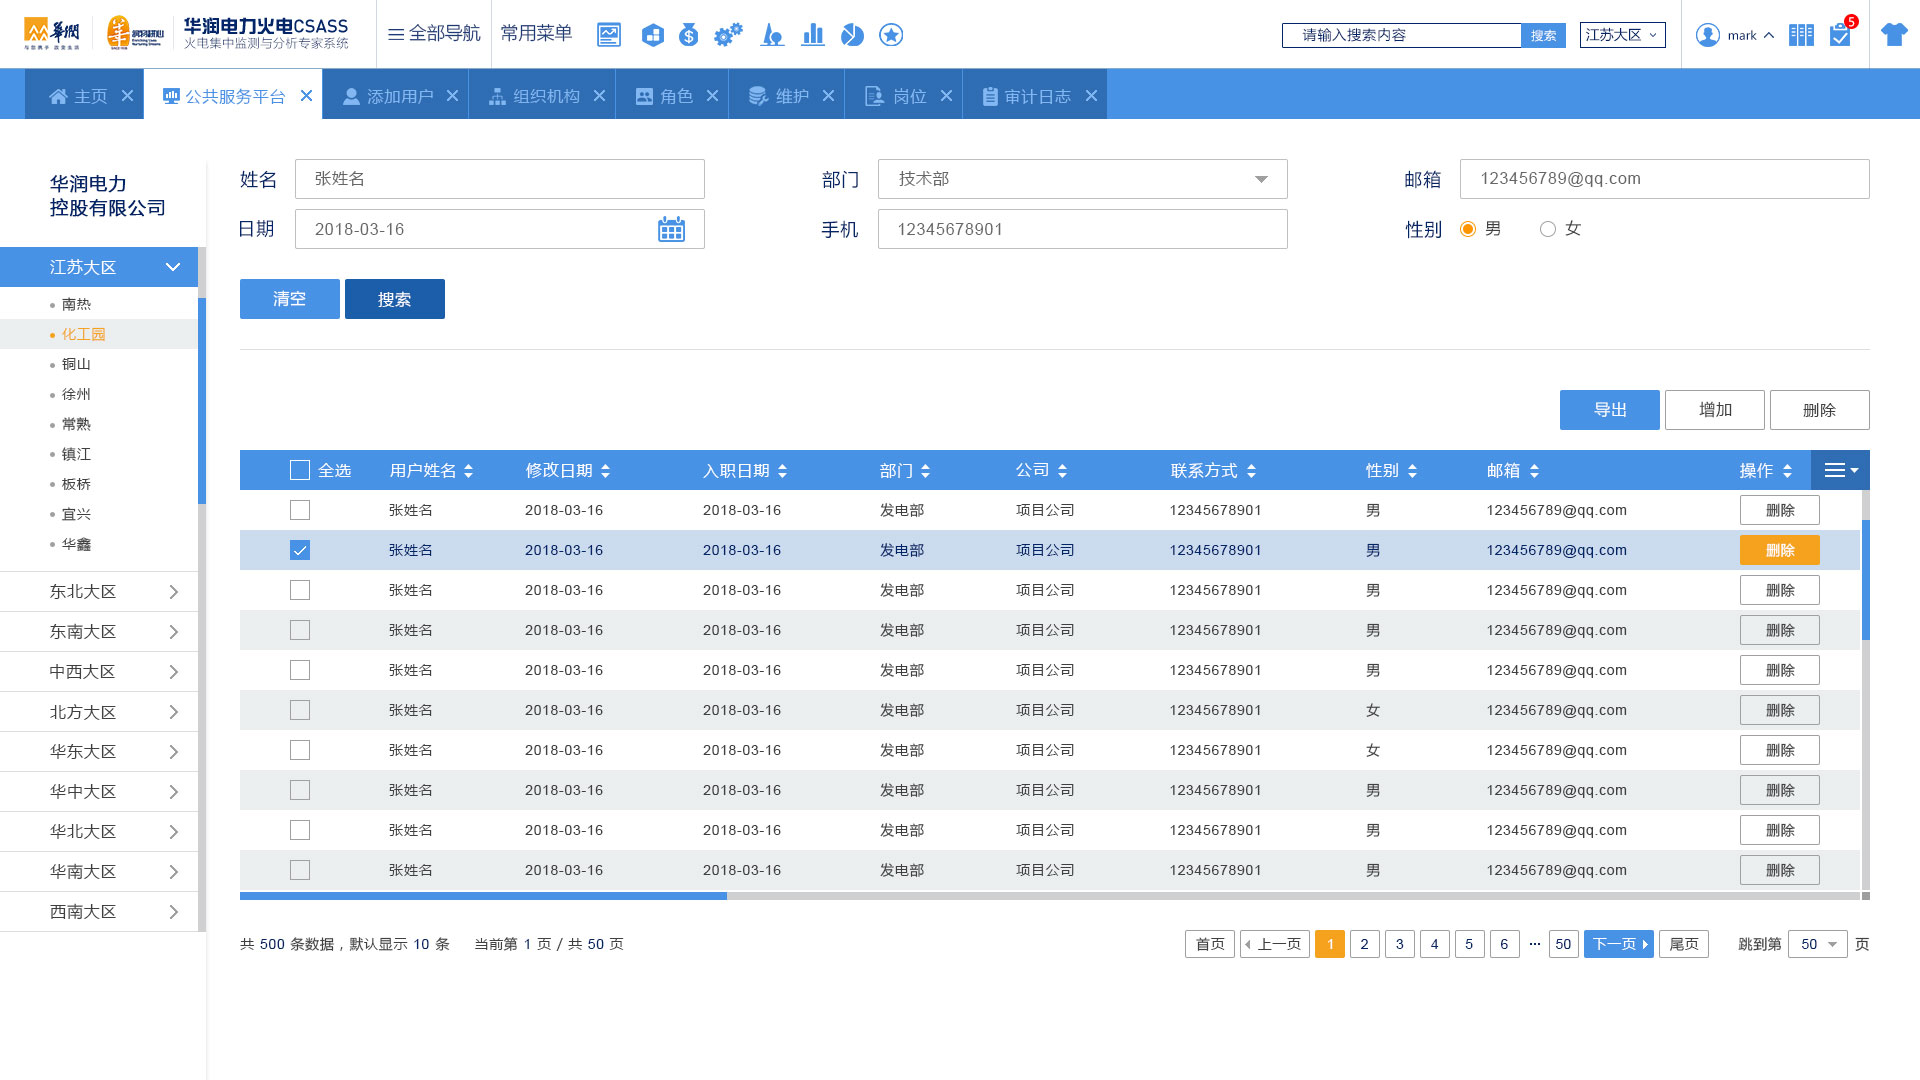 華潤 華 華潤電力 华润电力火电CSASS
火电集中监测与分析专家系统
全部导航 常用菜单
请输入搜索内容 搜索 江苏大区 mark 5
主页 公共服务平台 添加用户 组织机构 角色 维护 岗位 审计日志
华润电力
控股有限公司
江苏大区
南热
化工园
铜山
徐州
常熟
镇江
板桥
宜兴
华鑫
东北大区
东南大区
中西大区
北方大区
华东大区
华中大区
华北大区
华南大区
西南大区
姓名 张姓名 部门 技术部 邮箱 123456789@qq.com
日期 2018-03-16 手机 12345678901 性别 男 女
清空 搜索
导出 增加 删除
全选 用户姓名 修改日期 入职日期 部门 公司 联系方式 性别 邮箱 操作
张姓名 2018-03-16 2018-03-16 发电部 项目公司 12345678901 男 123456789@qq.com 删除
张姓名 2018-03-16 2018-03-16 发电部 项目公司 12345678901 男 123456789@qq.com 删除
张姓名 2018-03-16 2018-03-16 发电部 项目公司 12345678901 男 123456789@qq.com 删除
张姓名 2018-03-16 2018-03-16 发电部 项目公司 12345678901 男 123456789@qq.com 删除
张姓名 2018-03-16 2018-03-16 发电部 项目公司 12345678901 男 123456789@qq.com 删除
张姓名 2018-03-16 2018-03-16 发电部 项目公司 12345678901 女 123456789@qq.com 删除
张姓名 2018-03-16 2018-03-16 发电部 项目公司 12345678901 女 123456789@qq.com 删除
张姓名 2018-03-16 2018-03-16 发电部 项目公司 12345678901 男 123456789@qq.com 删除
张姓名 2018-03-16 2018-03-16 发电部 项目公司 12345678901 男 123456789@qq.com 删除
张姓名 2018-03-16 2018-03-16 发电部 项目公司 12345678901 男 123456789@qq.com 删除
共 500 条数据，默认显示 10 条 当前第 1 页 / 共 50 页 首页 上一页 1 2 3 4 5 6 ··· 50 下一页 尾页 跳到第 50 页